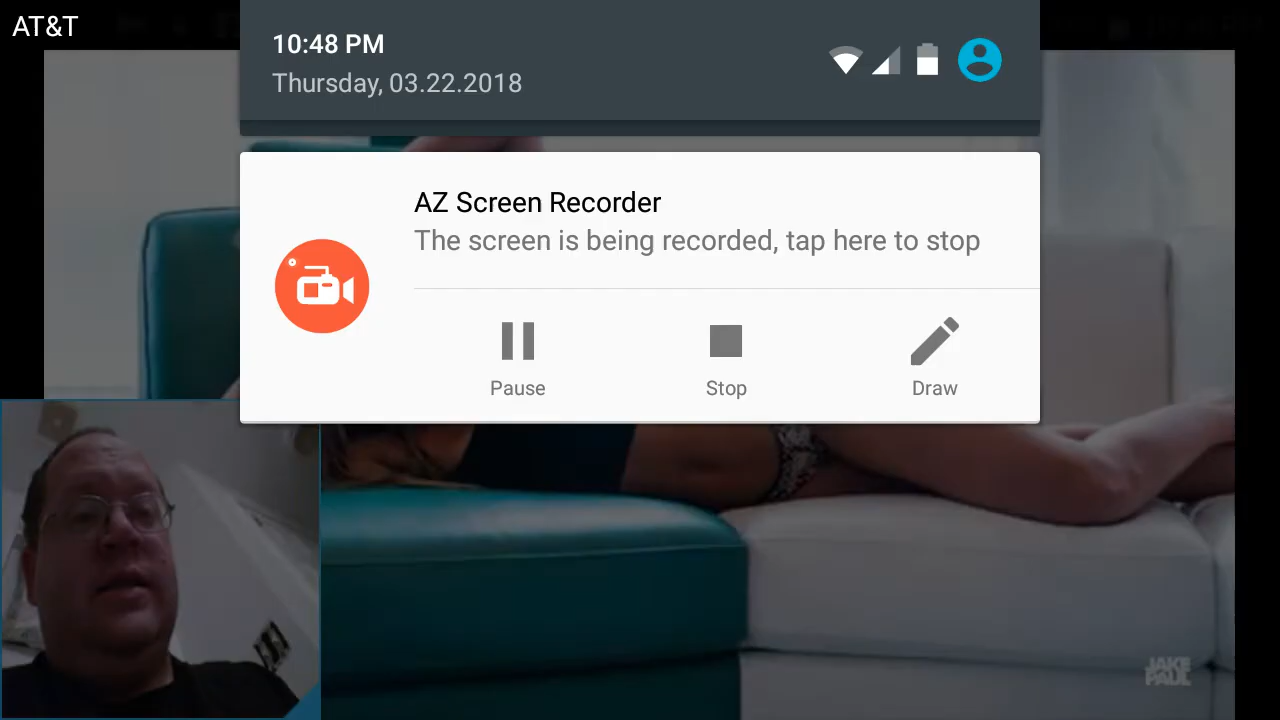 AT&T
10:48 PM
Thursday, 03.22.2018
AZ Screen Recorder
The screen is being recorded, tap here to stop
Pause
Stop
Draw
JAKE
PAUL